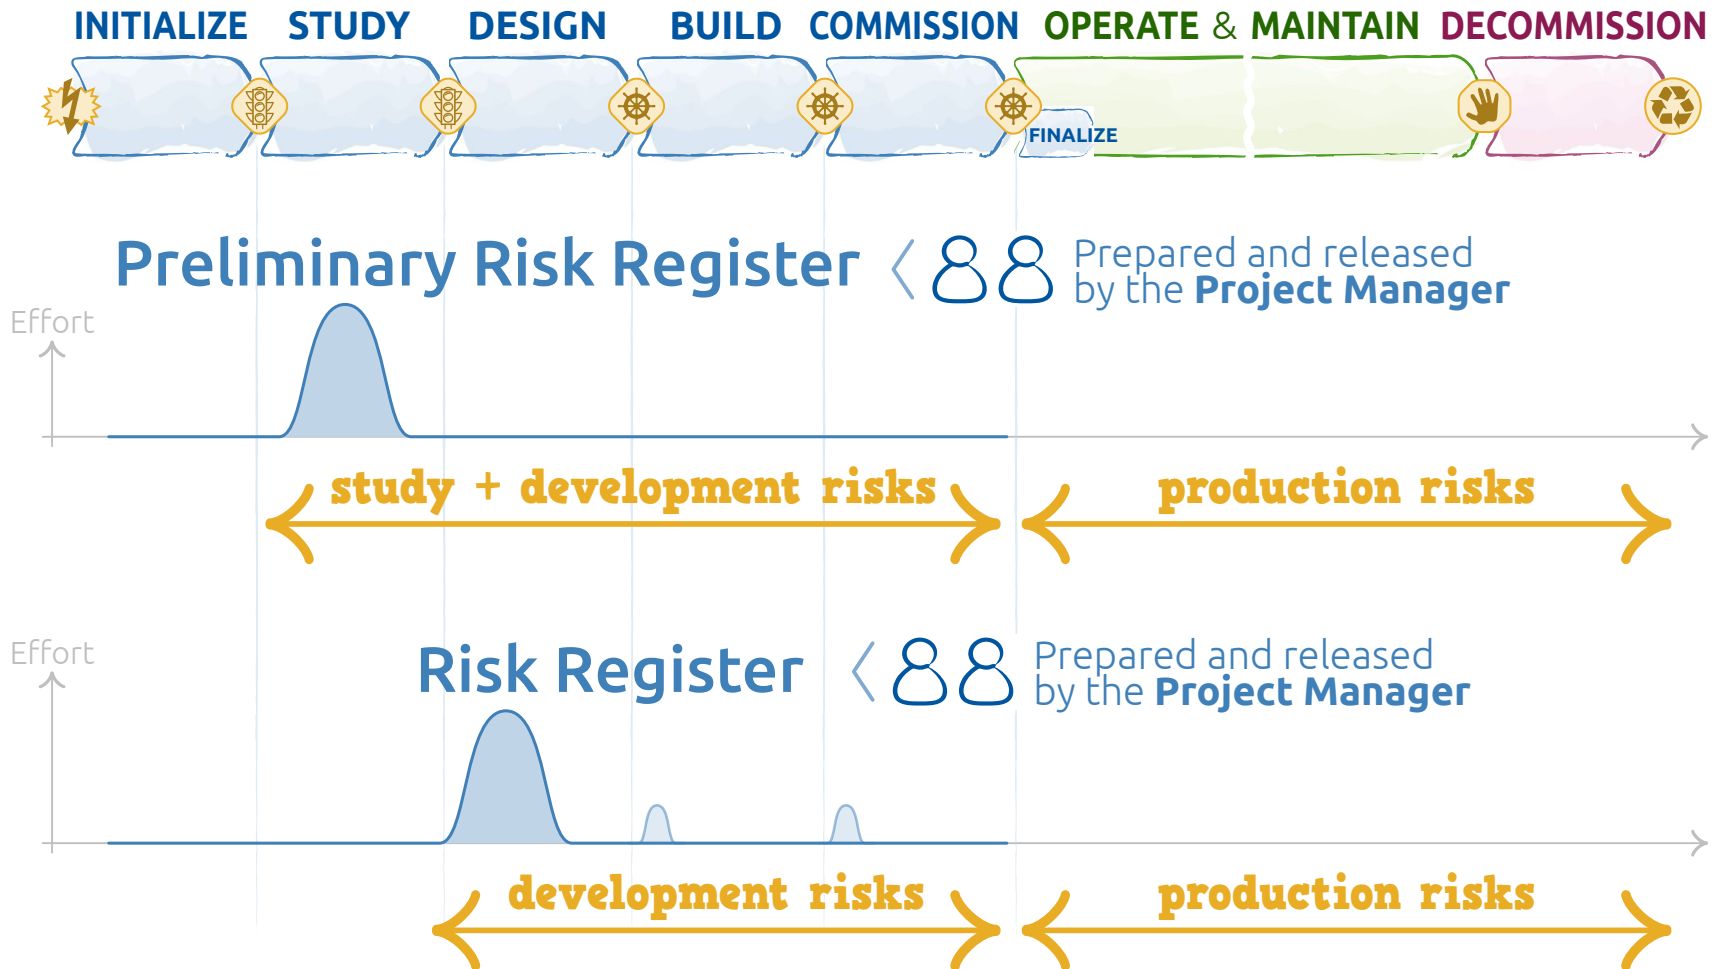 INITIALIZE STUDY DESIGN BUILD COMMISSION OPERATE & MAINTAIN DECOMMISSION
FINALIZE
Preliminary Risk Register
Prepared and released
by the Project Manager
Effort
study + development risks
production risks
Effort
Risk Register
Prepared and released
by the Project Manager
development risks
production risks